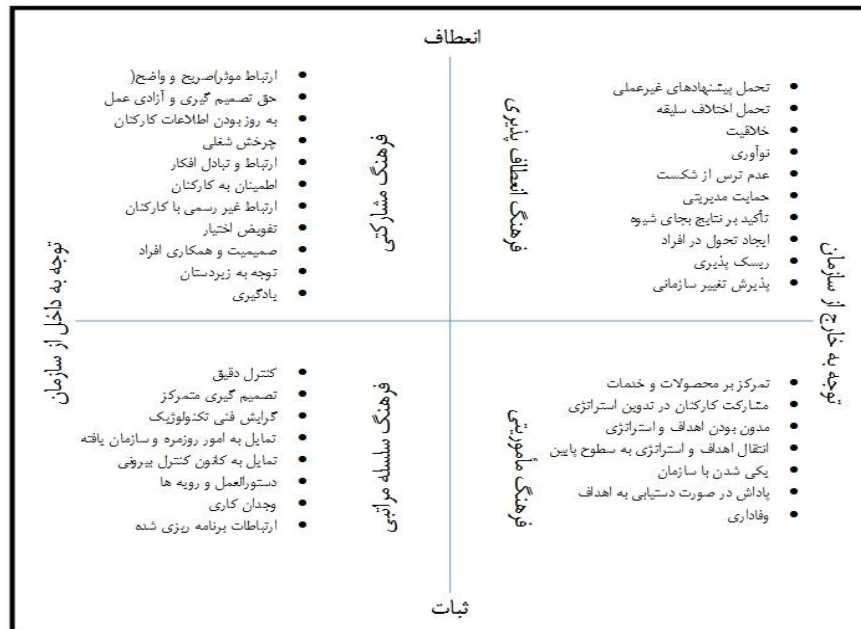 انعطاف
توجه به خارج از سازمان
فرهنگ انعطاف پذیری
● تحمل پیشنهادهای غیرعملی
● تحمل اختلاف سلیقه
● خلاقیت
● نوآوری
● عدم ترس از شکست
● حمایت مدیریتی
● تأکید بر نتایج بجای شیوه
● ایجاد تحول در افراد
● ریسک پذیری
● پذیرش تغییر سازمانی
فرهنگ مشارکتی
● ارتباط موثر)صریح و واضح(
● حق تصمیم گیری و آزادی عمل
● به روز بودن اطلاعات کارکنان
● چرخش شغلی
● ارتباط و تبادل افکار
● اطمینان به کارکنان
● ارتباط غیر رسمی با کارکنان
● تفویض اختیار
● صمیمیت و همکاری افراد
● توجه به زیردستان
● یادگیری
توجه به داخل از سازمان
فرهنگ مأموریتی
● تمرکز بر محصولات و خدمات
● مشارکت کارکنان در تدوین استراتژی
● مدون بودن اهداف و استراتژی
● انتقال اهداف و استراتژی به سطوح پایین
● یکی شدن با سازمان
● پاداش در صورت دستیابی به اهداف
● وفاداری
فرهنگ سلسله مراتبی
● کنترل دقیق
● تصمیم گیری متمرکز
● گرایش فنی تکنولوژیک
● تمایل به امور روزمره و سازمان یافته
● تمایل به کانون کنترل بیرونی
● دستورالعمل و رویه ها
● وجدان کاری
● ارتباطات برنامه ریزی شده
ثبات